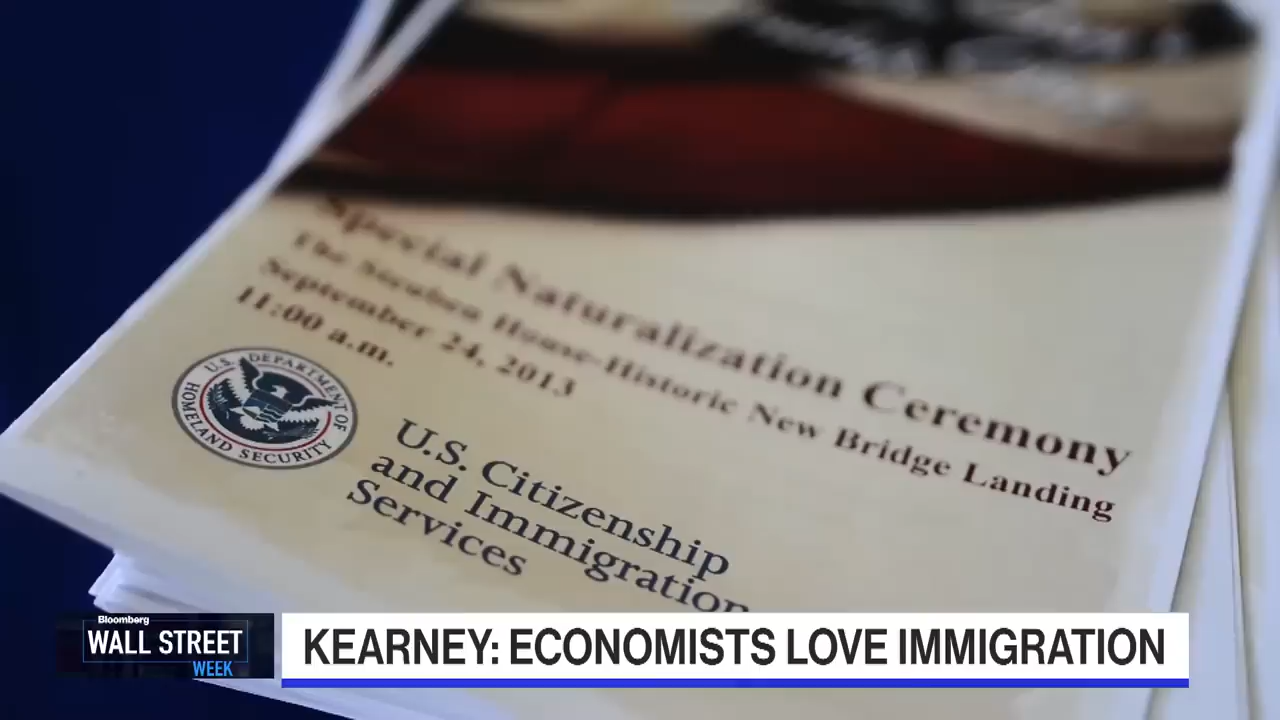 Special Naturalization Ceremony
The Steuben House-Historic New Bridge Landing
September 24, 2013
11:00 a.m.
U.S. DEPARTMENT OF
HOMELAND SECURITY
U.S. Citizenship
and Immigration
Services
Bloomberg
WALL STREET
WEEK
KEARNEY: ECONOMISTS LOVE IMMIGRATION